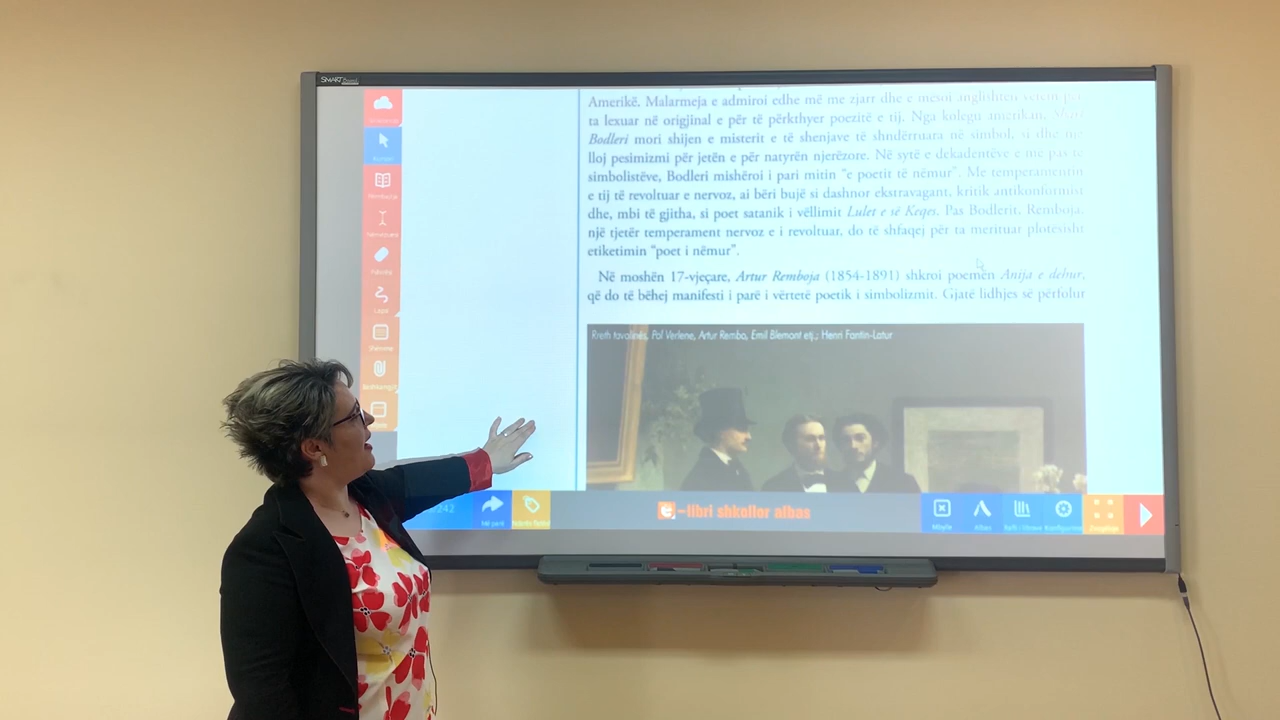 SMART
Amerikë. Malarmeja e admiroi edhe më me zjarr dhe e mësoi anglishten vetëm për
ta lexuar në origjinal e për të përkthyer poezitë e tij. Nga kolegu amerikan, Sharl
Bodleri mori shijen e misterit e të shenjave të shndërruara në simbol, si dhe një
lloj pesimizmi për jetën e për natyrën njerëzore. Në sytë e dekadentëve e më pas të
simbolistëve, Bodleri mishëroi i pari mitin “e poetit të nëmur”. Me temperamentin
e tij të revoltuar e nervoz, ai bëri bujë si dashnor ekstravagant, kritik antikonformist
dhe, mbi të gjitha, si poet satanik i vëllimit Lulet e së Keqes. Pas Bodlerit, Remboja,
një tjetër temperament nervoz e i revoltuar, do të shfaqej për ta merituar plotësisht
etiketimin “poet i nëmur”.
Në moshën 17-vjeçare, Artur Remboja (1854-1891) shkroi poemën Anija e dehur,
që do të bëhej manifesti i parë i vërtetë poetik i simbolizmit. Gjatë lidhjes së përfolur
Rreth tavolinës, Pol Verlene, Artur Rembo, Emil Blemont etj.; Henri Fantin-Latur
242
Në parë
e-libri shkollor albas
Mbylle
Albas